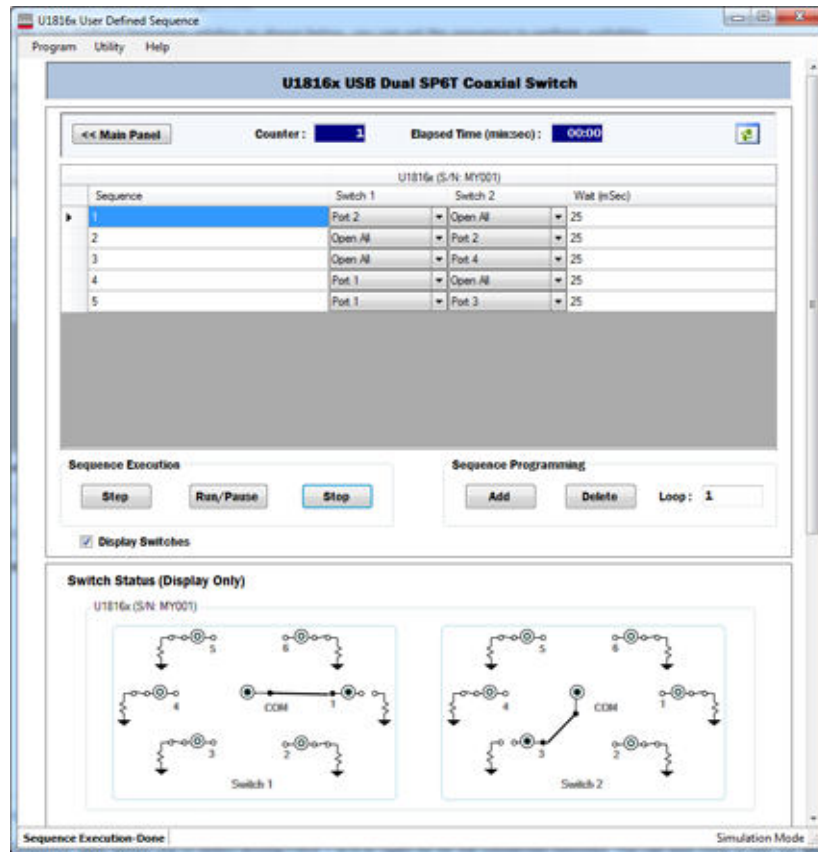 U1816x User Defined Sequence
Program Utility Help
U1816x USB Dual SP6T Coaxial Switch
<< Main Panel Counter : 1 Elapsed Time (min:sec) : 00:00
U1816x (S/N: MY001)
Sequence Switch 1 Switch 2 Wait (mSec)
1 Port 2 Open All 25
2 Open All Port 2 25
3 Open All Port 4 25
4 Port 1 Open All 25
5 Port 1 Port 3 25
Sequence Execution Sequence Programming
Step Run/Pause Stop Add Delete Loop : 1
Display Switches
Switch Status (Display Only)
U1816x (S/N: MY001)
5 6 5 6
4 COM 1 4 COM 1
3 2 3 2
Switch 1 Switch 2
Sequence Execution-Done Simulation Mode